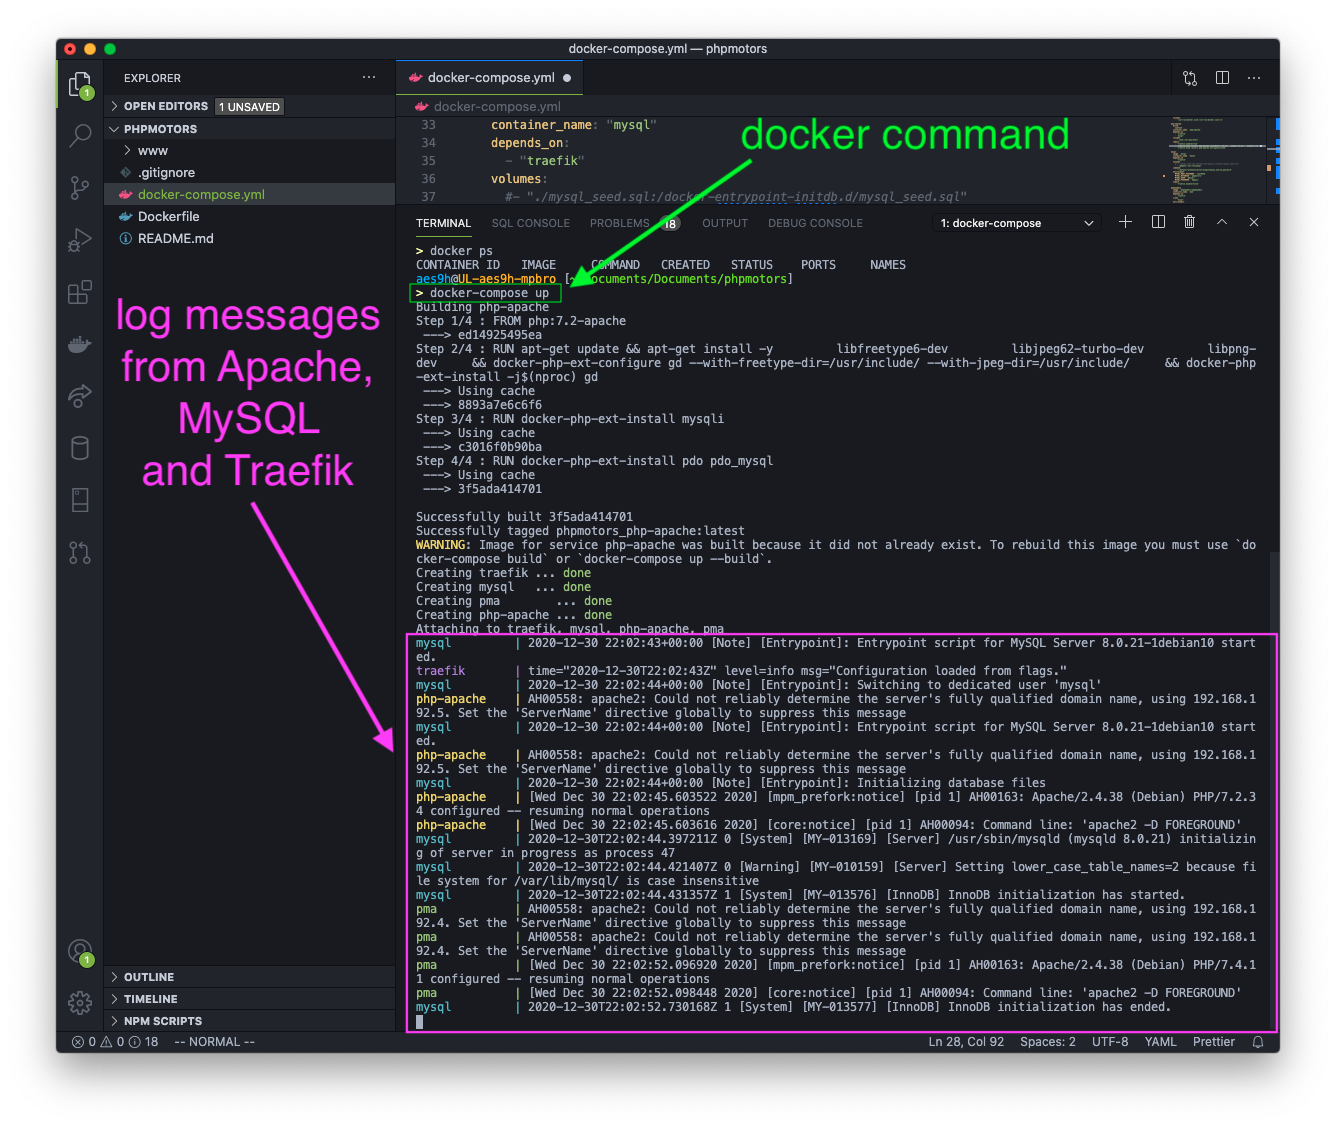 docker-compose.yml — phpmotors
EXPLORER
docker-compose.yml
1
OPEN EDITORS 1 UNSAVED
docker-compose.yml
PHPMOTORS
www
.gitignore
docker-compose.yml
Dockerfile
README.md
33 container_name: "mysql"
34 depends_on:
35 - "traefik"
36 volumes:
37 #- "./mysql_seed.sql:/docker-entrypoint-initdb.d/mysql_seed.sql"
docker command
TERMINAL SQL CONSOLE PROBLEMS 18 OUTPUT DEBUG CONSOLE 1: docker-compose
> docker ps
CONTAINER ID IMAGE COMMAND CREATED STATUS PORTS NAMES
aes9h@UL-aes9h-mpbro [~ ocuments/Documents/phpmotors]
> docker-compose up
Building php-apache
Step 1/4 : FROM php:7.2-apache
---> ed14925495ea
Step 2/4 : RUN apt-get update && apt-get install -y libfreetype6-dev libjpeg62-turbo-dev libpng-
dev && docker-php-ext-configure gd --with-freetype-dir=/usr/include/ --with-jpeg-dir=/usr/include/ && docker-php
-ext-install -j$(nproc) gd
---> Using cache
---> 8893a7e6c6f6
Step 3/4 : RUN docker-php-ext-install mysqli
---> Using cache
---> c3016f0b90ba
Step 4/4 : RUN docker-php-ext-install pdo pdo_mysql
---> Using cache
---> 3f5ada414701
Successfully built 3f5ada414701
Successfully tagged phpmotors_php-apache:latest
WARNING: Image for service php-apache was built because it did not already exist. To rebuild this image you must use `do
cker-compose build` or `docker-compose up --build`.
Creating traefik ... done
Creating mysql ... done
Creating pma ... done
Creating php-apache ... done
Attaching to traefik, mysql, php-apache, pma
log messages
from Apache,
MySQL
and Traefik
mysql | 2020-12-30 22:02:43+00:00 [Note] [Entrypoint]: Entrypoint script for MySQL Server 8.0.21-1debian10 start
ed.
traefik | time="2020-12-30T22:02:43Z" level=info msg="Configuration loaded from flags."
mysql | 2020-12-30 22:02:44+00:00 [Note] [Entrypoint]: Switching to dedicated user 'mysql'
php-apache | AH00558: apache2: Could not reliably determine the server's fully qualified domain name, using 192.168.1
92.5. Set the 'ServerName' directive globally to suppress this message
mysql | 2020-12-30 22:02:44+00:00 [Note] [Entrypoint]: Entrypoint script for MySQL Server 8.0.21-1debian10 start
ed.
php-apache | AH00558: apache2: Could not reliably determine the server's fully qualified domain name, using 192.168.1
92.5. Set the 'ServerName' directive globally to suppress this message
mysql | 2020-12-30 22:02:44+00:00 [Note] [Entrypoint]: Initializing database files
php-apache | [Wed Dec 30 22:02:45.603522 2020] [mpm_prefork:notice] [pid 1] AH00163: Apache/2.4.38 (Debian) PHP/7.2.3
4 configured -- resuming normal operations
php-apache | [Wed Dec 30 22:02:45.603616 2020] [core:notice] [pid 1] AH00094: Command line: 'apache2 -D FOREGROUND'
mysql | 2020-12-30T22:02:44.397211Z 0 [System] [MY-013169] [Server] /usr/sbin/mysqld (mysqld 8.0.21) initializin
g of server in progress as process 47
mysql | 2020-12-30T22:02:44.421407Z 0 [Warning] [MY-010159] [Server] Setting lower_case_table_names=2 because fi
le system for /var/lib/mysql/ is case insensitive
mysql | 2020-12-30T22:02:44.431357Z 1 [System] [MY-013576] [InnoDB] InnoDB initialization has started.
pma | AH00558: apache2: Could not reliably determine the server's fully qualified domain name, using 192.168.1
92.4. Set the 'ServerName' directive globally to suppress this message
pma | AH00558: apache2: Could not reliably determine the server's fully qualified domain name, using 192.168.1
92.4. Set the 'ServerName' directive globally to suppress this message
pma | [Wed Dec 30 22:02:52.096920 2020] [mpm_prefork:notice] [pid 1] AH00163: Apache/2.4.38 (Debian) PHP/7.4.1
11 configured -- resuming normal operations
pma | [Wed Dec 30 22:02:52.098448 2020] [core:notice] [pid 1] AH00094: Command line: 'apache2 -D FOREGROUND'
mysql | 2020-12-30T22:02:52.730168Z 1 [System] [MY-013577] [InnoDB] InnoDB initialization has ended.
1
OUTLINE
TIMELINE
NPM SCRIPTS
0 0 18 -- NORMAL -- Ln 28, Col 92 Spaces: 2 UTF-8 YAML Prettier